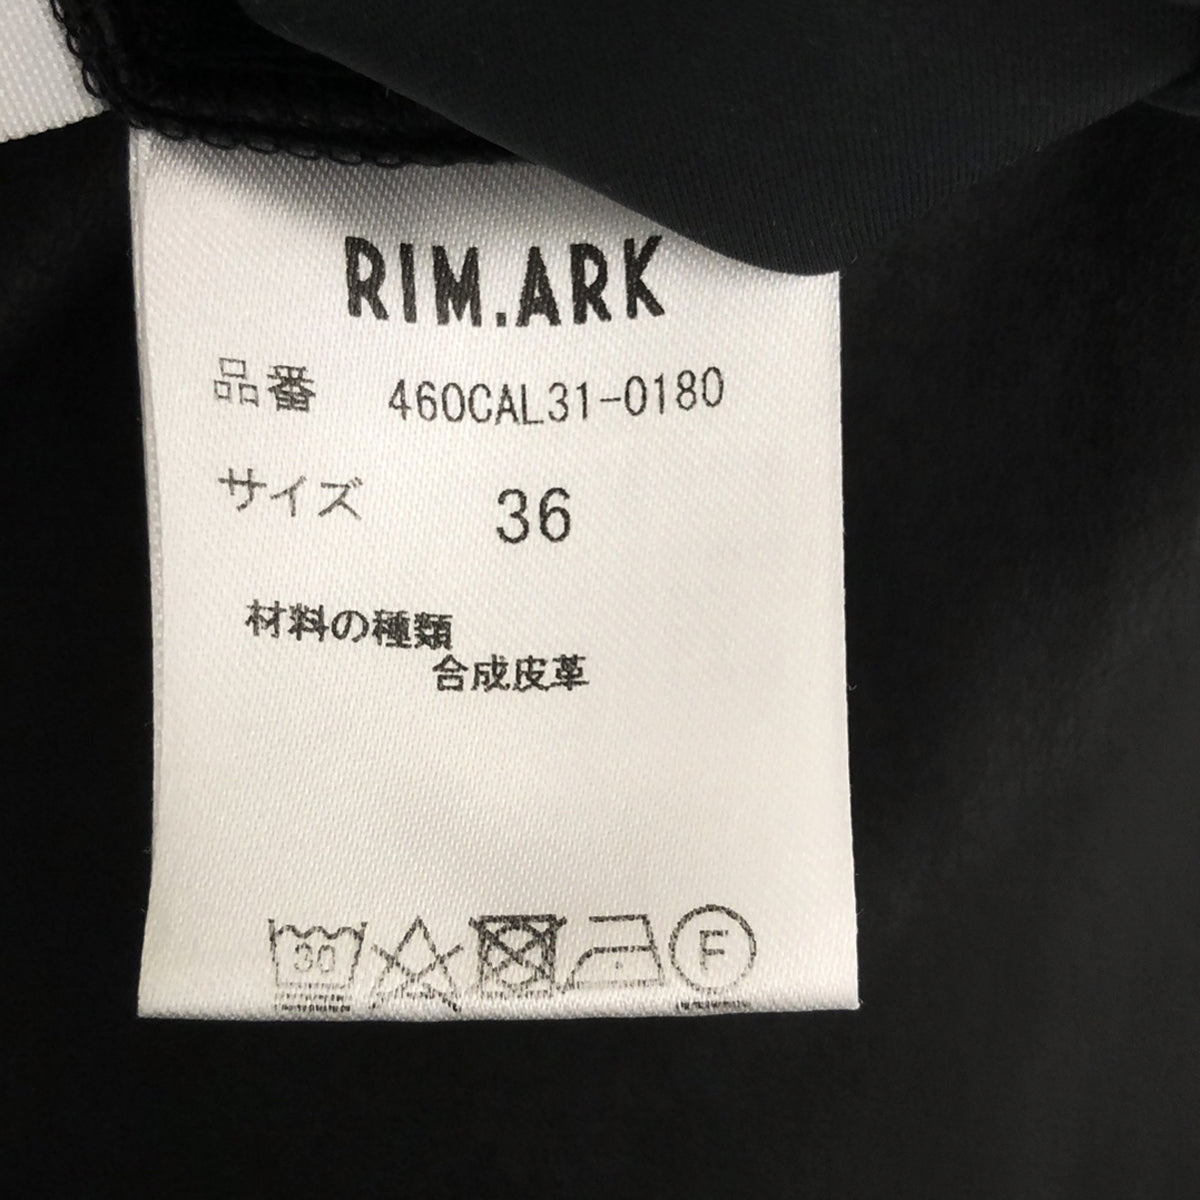 RIM.ARK
品番 460CAL31-0180
サイズ 36
材料の種類
合成皮革
30 F